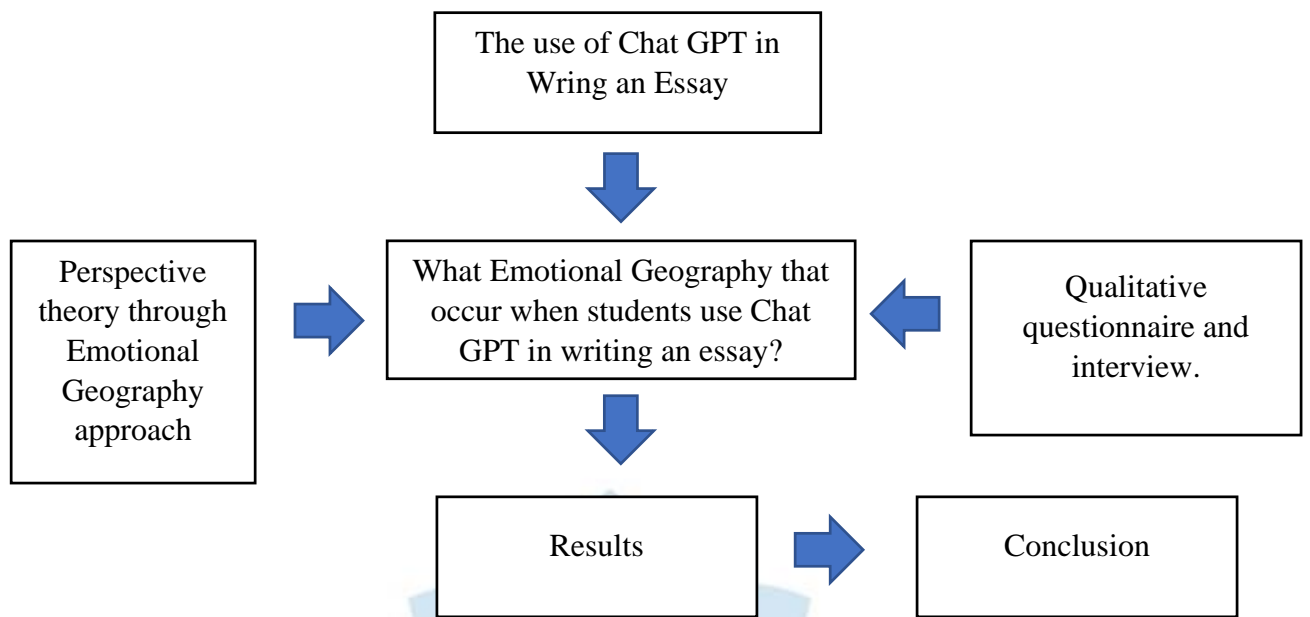 The use of Chat GPT in
Wring an Essay
Perspective
theory through
Emotional
Geography
approach
What Emotional Geography that
occur when students use Chat
GPT in writing an essay?
Qualitative
questionnaire and
interview.
Results
Conclusion